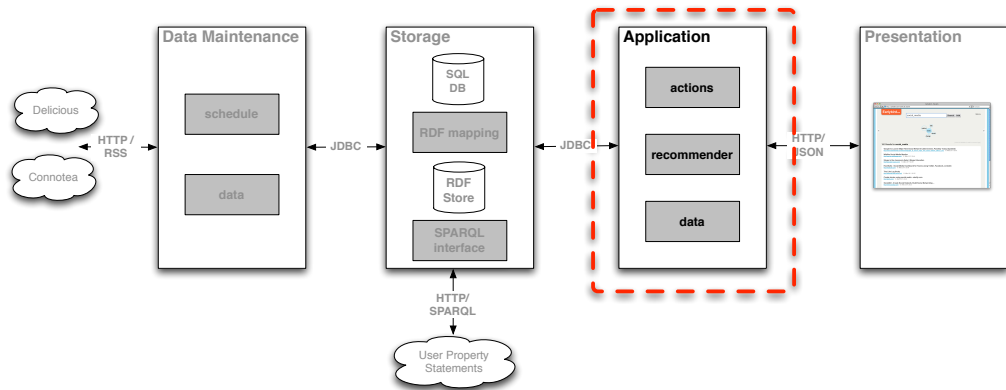 Data Maintenance
Storage
Application
Presentation
Delicious
Connotea
HTTP /
RSS
schedule
data
JDBC
SQL
DB
RDF mapping
RDF
Store
SPARQL
interface
HTTP/
SPARQL
User Property
Statements
JDBC
actions
recommender
data
HTTP/
JSON